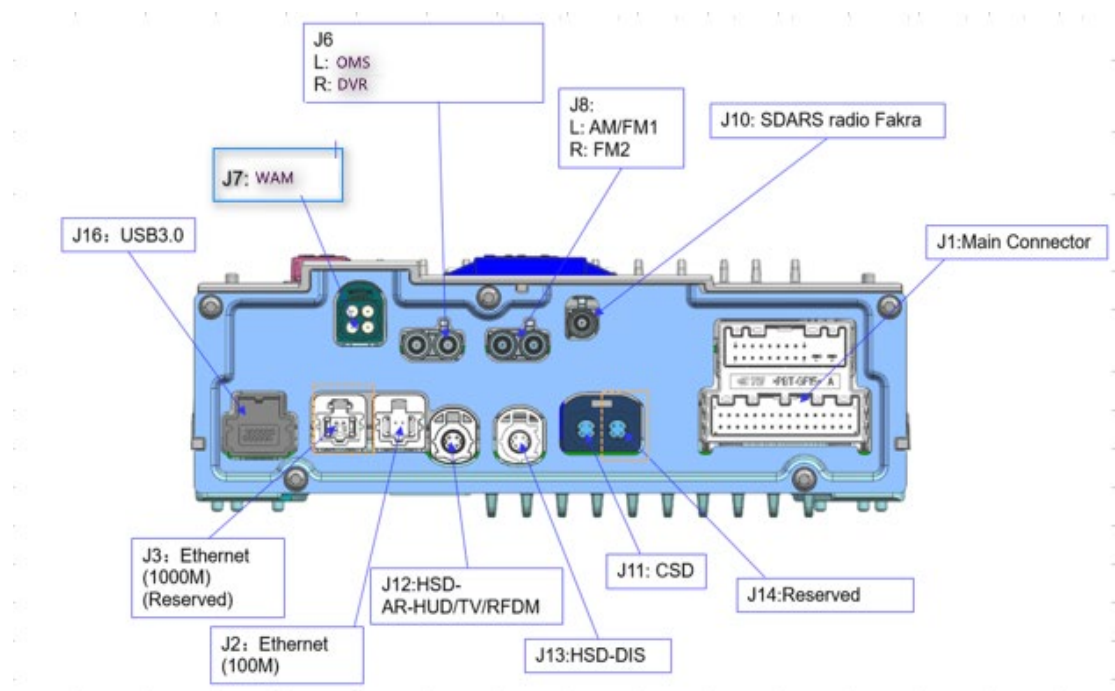 J6
L: OMS
R: DVR
J8:
L: AM/FM1
R: FM2
J10: SDARS radio Fakra
J7: WAM
J16：USB3.0
J1:Main Connector
>PBT-GF15< A
J3：Ethernet
(1000M)
(Reserved)
J2：Ethernet
(100M)
J12:HSD-
AR-HUD/TV/RFDM
J13:HSD-DIS
J11: CSD
J14:Reserved